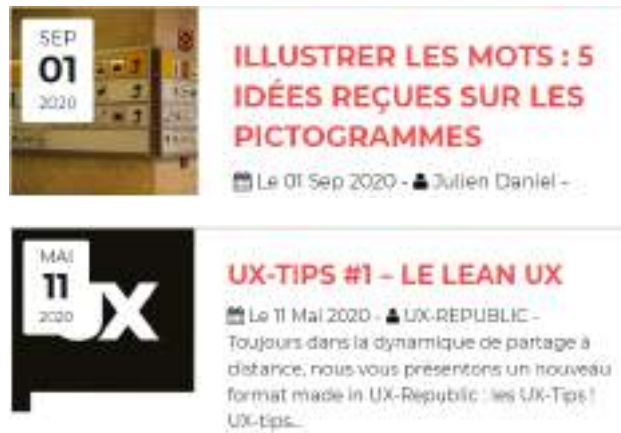 SEP
01
2020
ILLUSTRER LES MOTS : 5
IDÉES REÇUES SUR LES
PICTOGRAMMES
Le 01 Sep 2020 - Julien Daniel -
MAI
11
2020
UX
UX-TIPS #1 – LE LEAN UX
Le 11 Mai 2020 - UX-REPUBLIC -
Toujours dans la dynamique de partage à
distance, nous vous présentons un nouveau
format made in UX-Republic : les UX-Tips !
UX-tips...